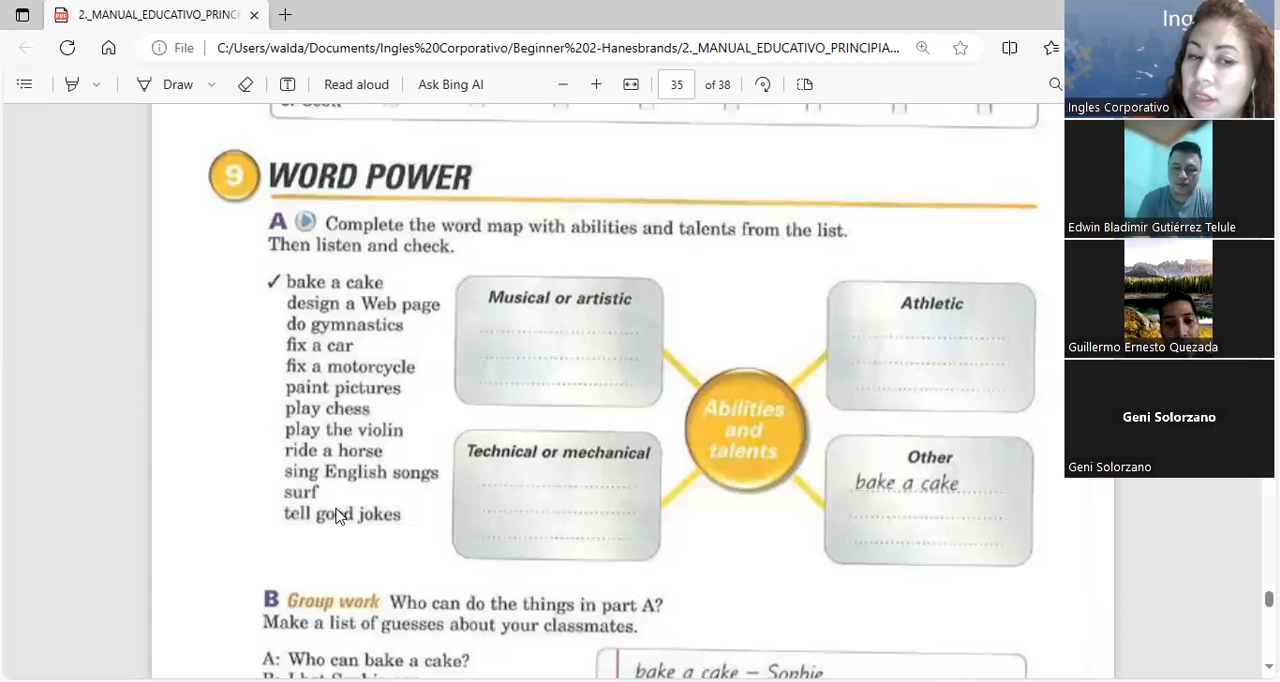 2._MANUAL_EDUCATIVO_PRINCI
File
C:/Users/walda/Documents/Ingles%20Corporativo/Beginner%202-Hanesbrands/2._MANUAL_EDUCATIVO_PRINCIPIA...
Draw
Read aloud
Ask Bing AI
35
of 38
9 WORD POWER
A Complete the word map with abilities and talents from the list.
Then listen and check.
✓ bake a cake
design a Web page
do gymnastics
fix a car
fix a motorcycle
paint pictures
play chess
play the violin
ride a horse
sing English songs
surf
tell good jokes
Musical or artistic
Athletic
Abilities
and
talents
Technical or mechanical
Other
bake a cake
B Group work Who can do the things in part A?
Make a list of guesses about your classmates.
A: Who can bake a cake?
bake a cake – Sophie
Ing
Ingles Corporativo
Edwin Bladimir Gutiérrez Telule
Guillermo Ernesto Quezada
Geni Solorzano
Geni Solorzano